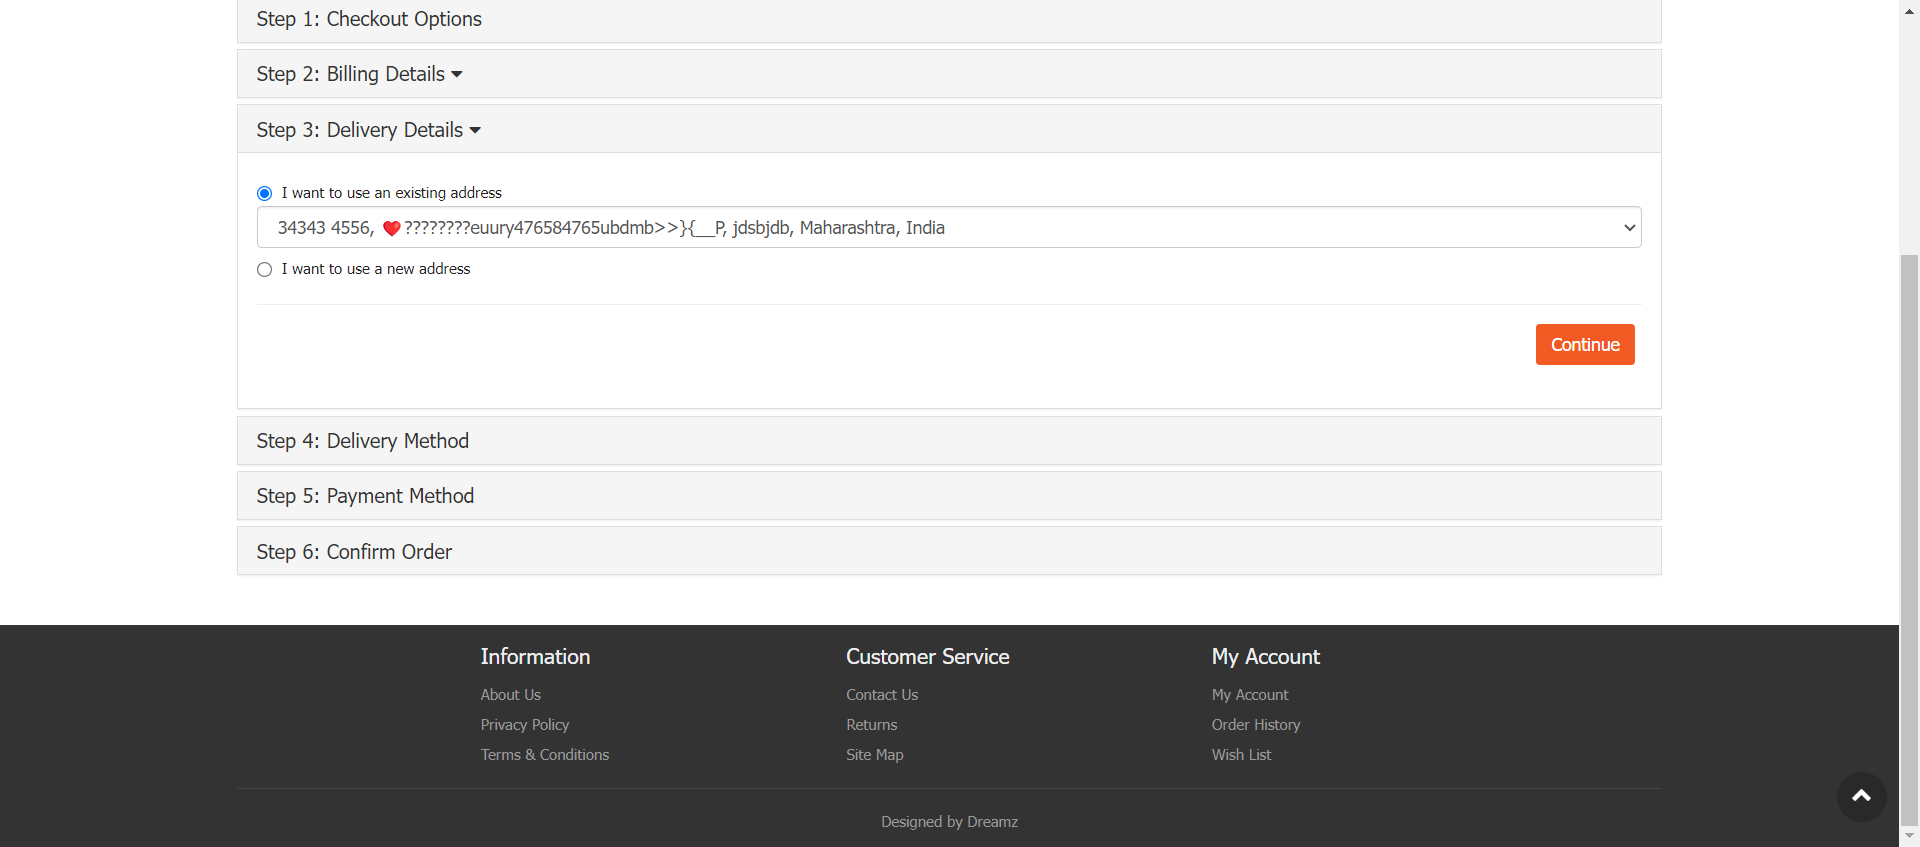 Step 1: Checkout Options
Step 2: Billing Details
Step 3: Delivery Details
I want to use an existing address
34343 4556, ❤️????????euury476584765ubdmb>>}{__P, jdsbjdb, Maharashtra, India
I want to use a new address
Continue
Step 4: Delivery Method
Step 5: Payment Method
Step 6: Confirm Order
Information
Customer Service
My Account
About Us
Contact Us
My Account
Privacy Policy
Returns
Order History
Terms & Conditions
Site Map
Wish List
Designed by Dreamz